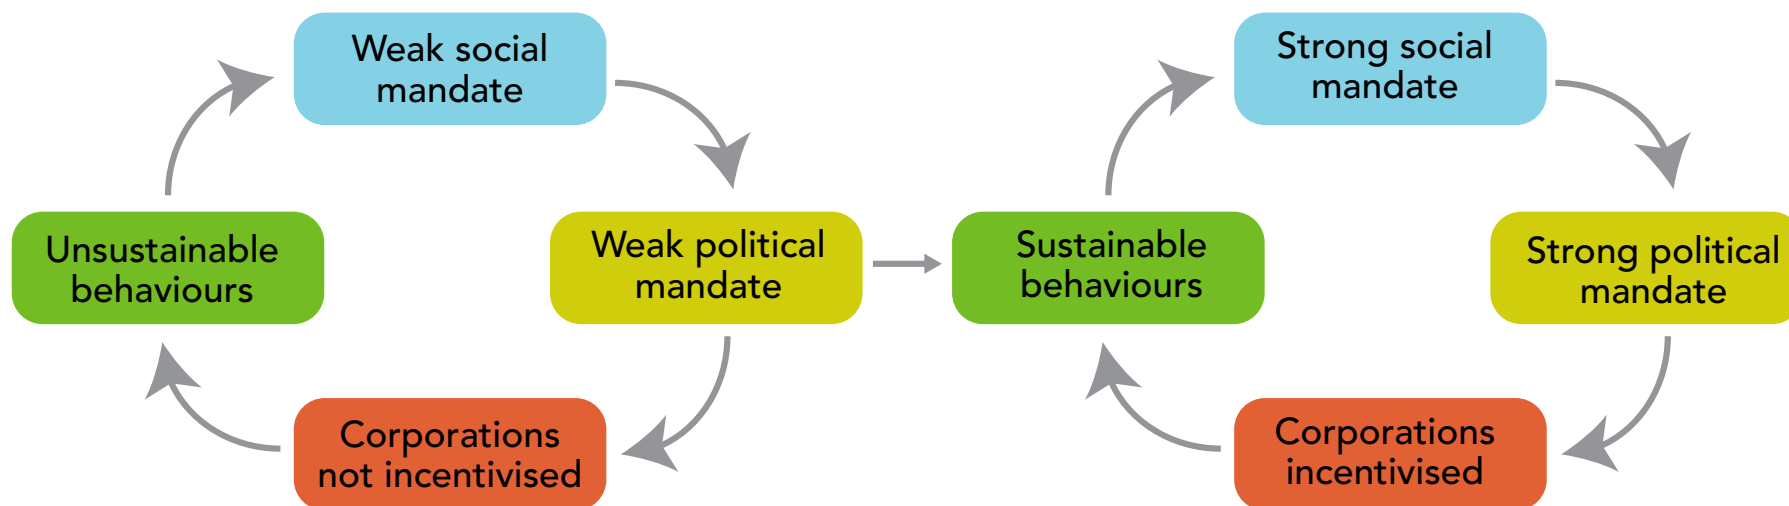 Weak social
mandate
Strong social
mandate
Unsustainable
behaviours
Weak political
mandate
Sustainable
behaviours
Strong political
mandate
Corporations
not incentivised
Corporations
incentivised